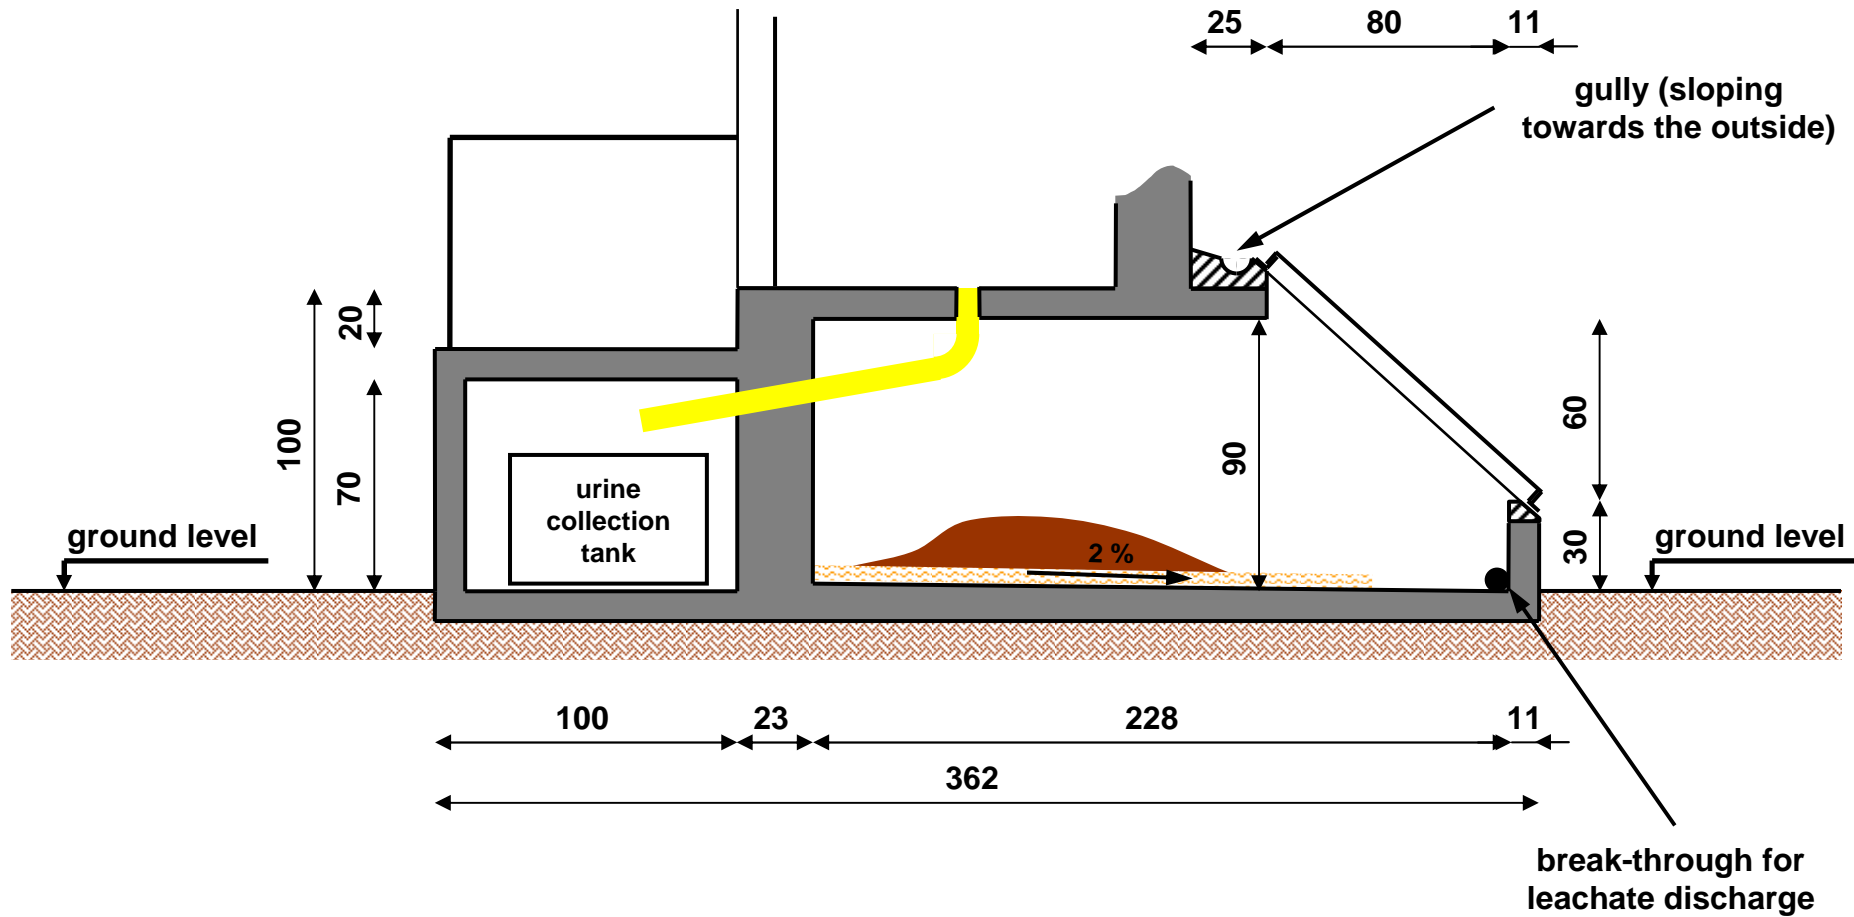 25
80
11
gully (sloping
towards the outside)
20
100
70
60
90
30
urine
collection
tank
2 %
ground level
ground level
100
23
228
11
362
break-through for
leachate discharge